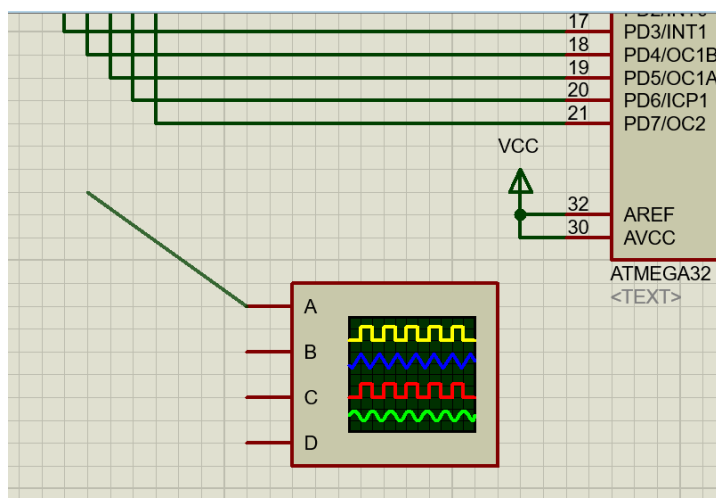 17 PD3/INT1
18 PD4/OC1B
19 PD5/OC1A
20 PD6/ICP1
21 PD7/OC2
VCC
32 AREF
30 AVCC
ATMEGA32
<TEXT>
A
B
C
D